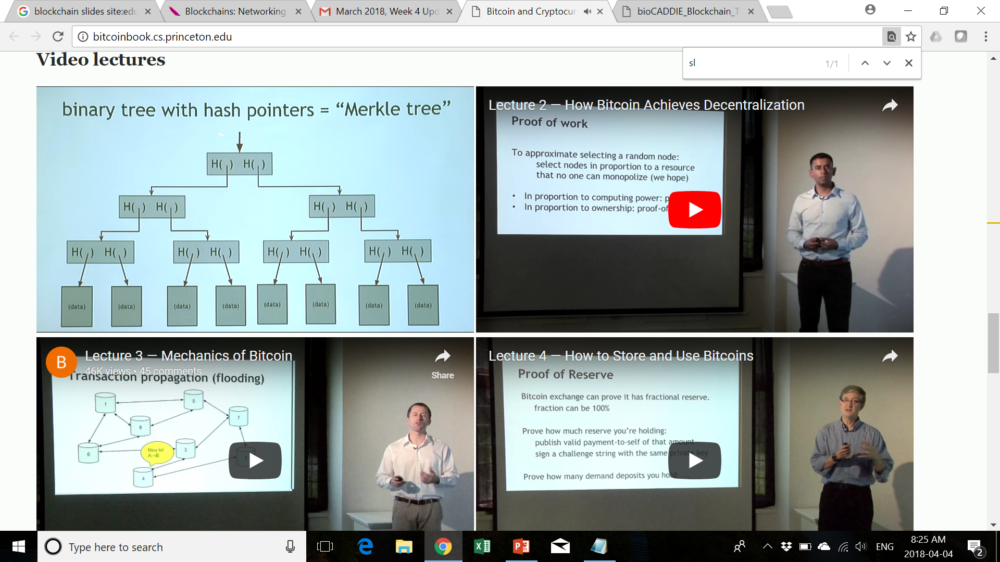 blockchain slides site:edu
Blockchains: Networking
March 2018, Week 4 Upd
Bitcoin and Cryptocur
bioCADDIE_Blockchain_T
bitcoinbook.cs.princeton.edu
sl
1/1
Video lectures
binary tree with hash pointers = “Merkle tree”
H( ) H( )
H( ) H( )
H( ) H( )
H( ) H( )
H( ) H( )
H( ) H( )
H( ) H( )
(data)
(data)
(data)
(data)
(data)
(data)
(data)
(data)
Lecture 2 — How Bitcoin Achieves Decentralization
Proof of work
To approximate selecting a random node:
select nodes in proportion to a resource
that no one can monopolize (we hope)
• In proportion to computing power: p
• In proportion to ownership: proof-of
B
Lecture 3 — Mechanics of Bitcoin
46K views • 45 comments
Share
Transaction propagation (flooding)
1
5
7
8
3
6
New tx!
A→B
2
4
Lecture 4 — How to Store and Use Bitcoins
Proof of Reserve
Bitcoin exchange can prove it has fractional reserve.
fraction can be 100%
Prove how much reserve you’re holding:
publish valid payment-to-self of that amount
sign a challenge string with the same private key
Prove how many demand deposits you hold: ...
Type here to search
ENG
8:25 AM
2018-04-04
2